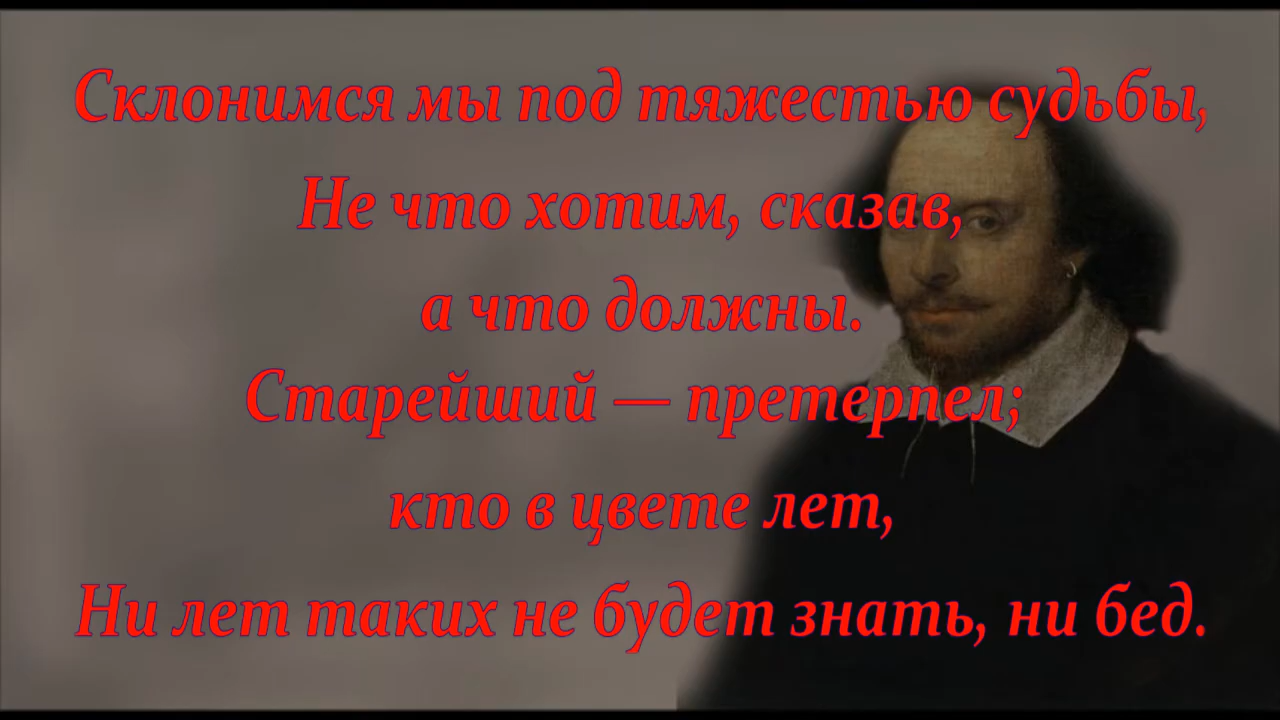 Склонимся мы под тяжестью судьбы,
Не что хотим, сказав,
а что должны.
Старейший — претерпел;
кто в цвете лет,
Ни лет таких не будет знать, ни бед.